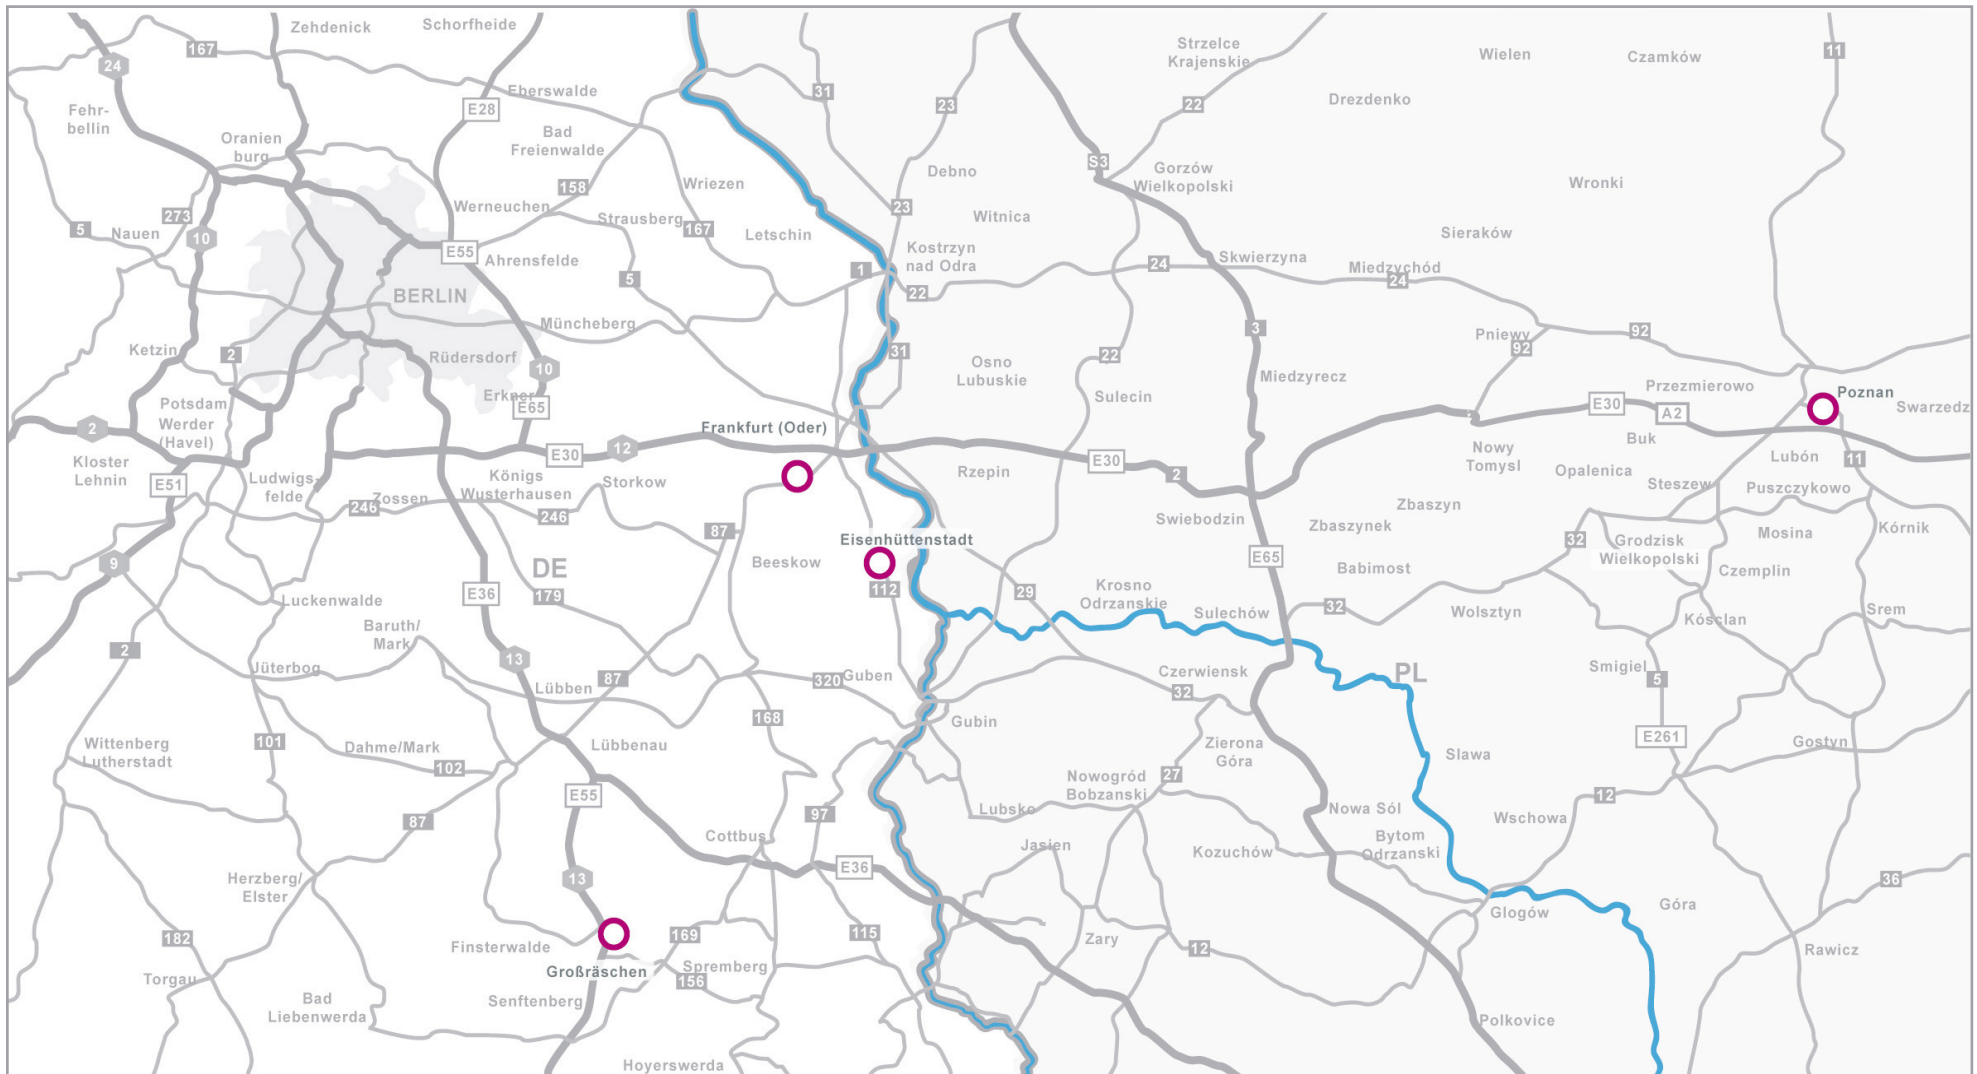 Zehdenick
Schorfheide
167
24
Fehr-
bellin
Oranien
burg
E28
Eberswalde
Bad
Freienwalde
158
Wriezen
Werneuchen
Strausberg
167
Letschin
273
5
Nauen
10
E55
Ahrensfelde
5
1
BERLIN
Müncheberg
Ketzin
2
Rüdersdorf
10
Erkner
E65
Potsdam
Werder
(Havel)
2
Kloster
Lehnin
E51
Ludwigs-
felde
246
Zossen
Königs
Wusterhausen
246
E30
12
Storkow
Frankfurt (Oder)
87
Beeskow
Eisenhüttenstadt
112
9
DE
179
E36
Luckenwalde
Baruth/
Mark
2
Jüterbog
13
Lübben
87
320
Guben
168
101
Wittenberg
Lutherstadt
Dahme/Mark
102
Lübbenau
E55
87
Cottbus
97
E36
13
Herzberg/
Elster
182
Torgau
Finsterwalde
Großräschen
169
156
Spremberg
115
Senftenberg
Bad
Liebenwerda
Hoyerswerda
31
23
Strzelce
Krajenskie
22
Wielen
Czamków
11
Drezdenko
S3
Debno
Gorzów
Wielkopolski
Wronki
23
Witnica
Kostrzyn
nad Odra
22
24
Skwierzyna
Sieraków
Miedzychód
24
3
31
Osno
Lubuskie
22
Sulecin
Miedzyrecz
Pniewy
92
92
Przezmierowo
Poznan
Swarzedz
E30
A2
Buk
Lubón
11
Nowy
Tomysl
Opalenica
Steszew
Puszczykowo
Rzepin
E30
2
Swiebodzin
Zbaszyn
Zbaszynek
Mosina
Kórnik
32
Grodzisk
Wielkopolski
Czemplin
E65
Babimost
29
Krosno
Odrzanskie
Sulechów
32
Wolsztyn
Kósclan
Srem
Czerwiensk
32
PL
Smigiel
5
Gubin
Zierona
Góra
E261
Gostyn
Slawa
Nowogród
Bobzanski
27
Lubsko
Nowa Sól
12
Wschowa
Jasien
Kozuchów
Bytom
Odrzanski
36
Glogów
Góra
Zary
12
Rawicz
Polkovice